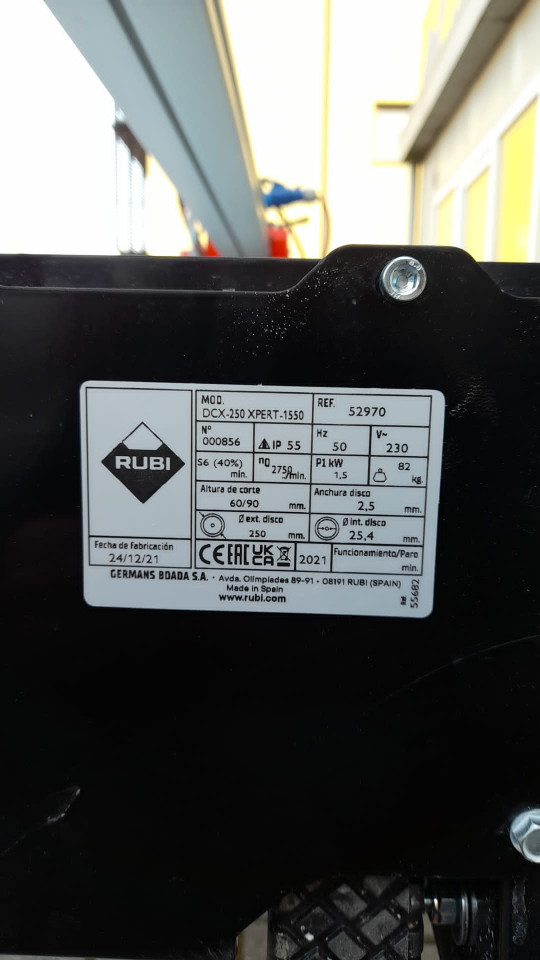 RUBI
Fecha de Fabricación
24/12/21
MOD.
DCX-250 XPERT-1550
REF. 52970
Nº
000856
IP 55
Hz
50
V~
230
S6 (40%)
min.
n0 2750 /min.
P1 kW
1,5
82
kg.
Altura de corte
60/90 mm.
Anchura disco
2,5 mm.
Ø ext. disco
250 mm.
Ø int. disco
25,4 mm.
CE EAC UKCA
2021
Funcionamiento/Paro
min.
GERMANS BOADA S.A. · Avda. Olimpíades 89-91 · 08191 RUBI (SPAIN)
Made in Spain
www.rubi.com
55682